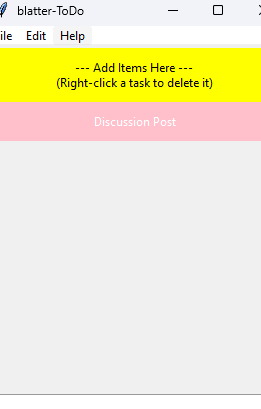 blatter-ToDo
ile Edit Help
--- Add Items Here ---
(Right-click a task to delete it)
Discussion Post